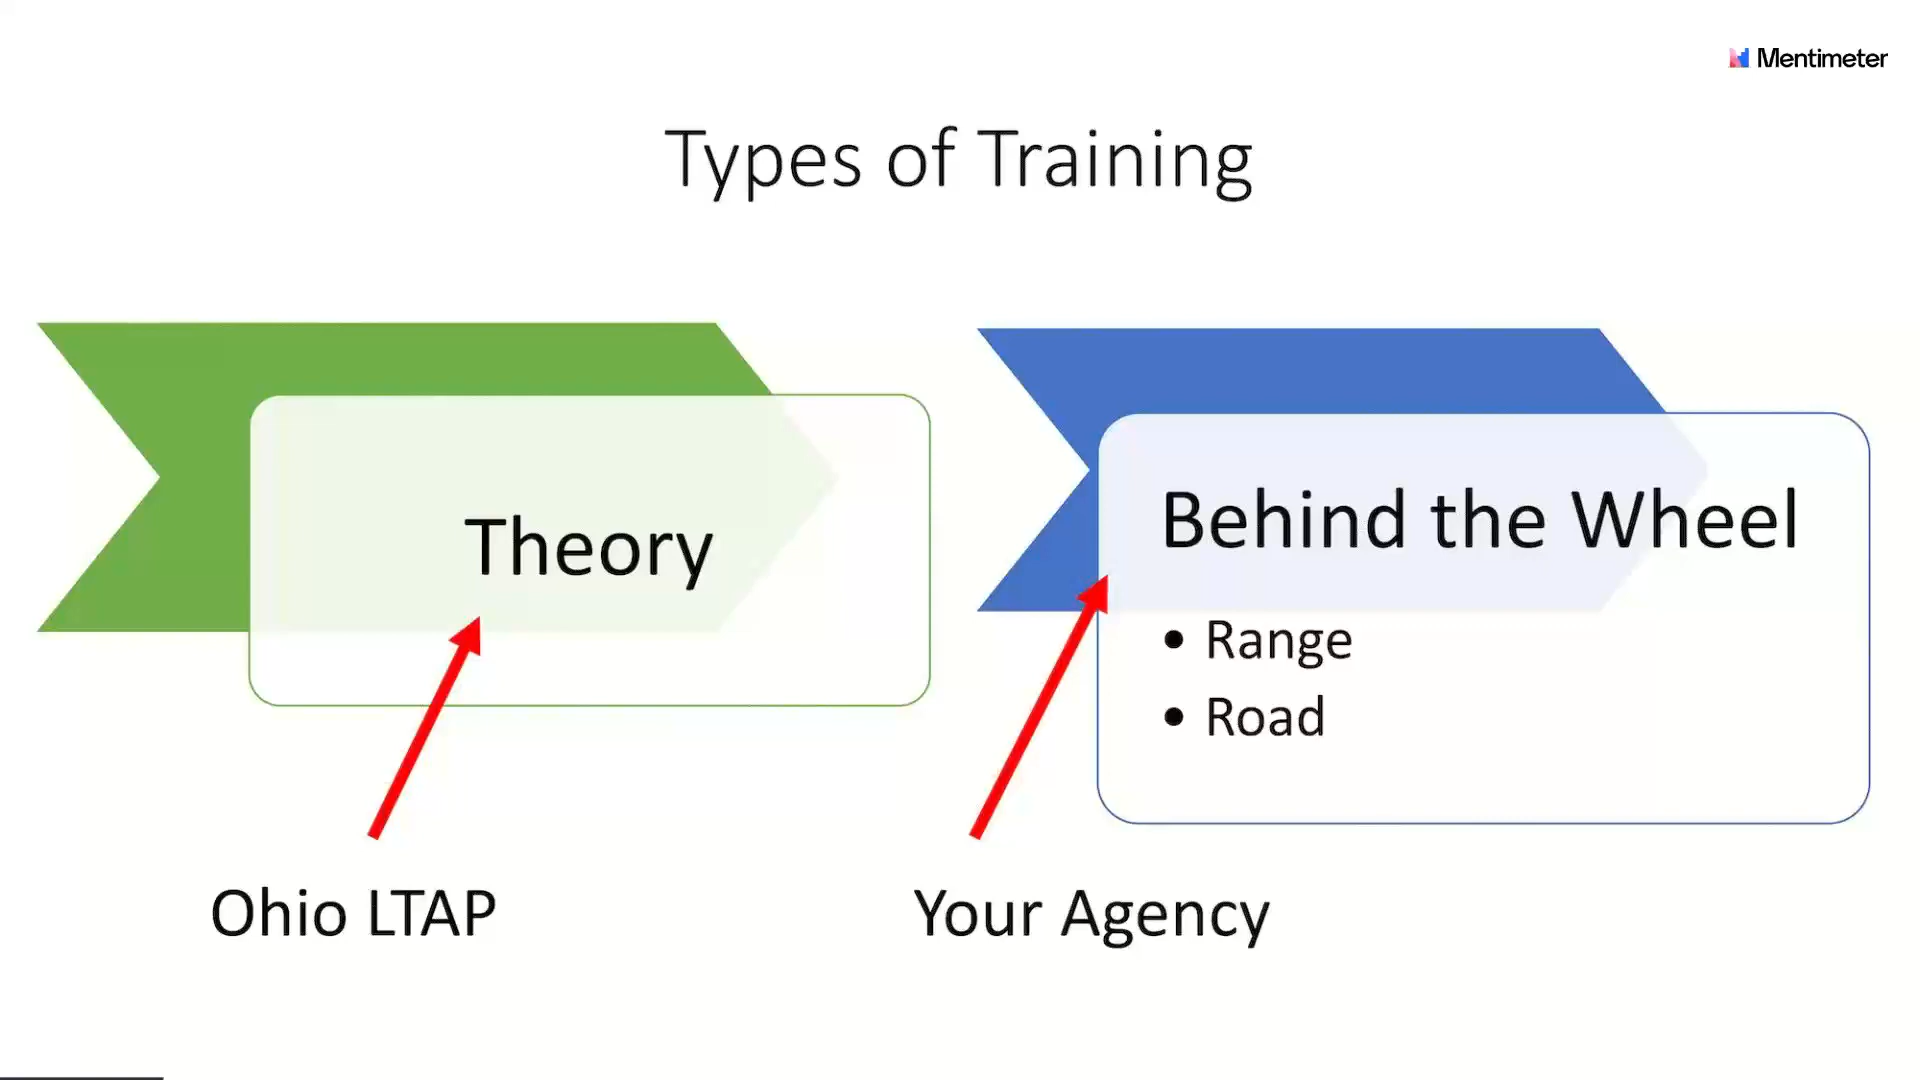 Mentimeter
Types of Training
Theory
Behind the Wheel
• Range
• Road
Ohio LTAP
Your Agency